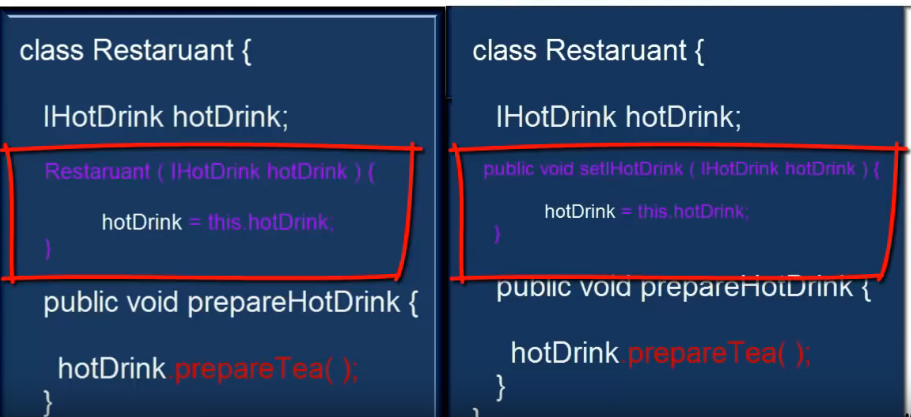 class Restaruant {
IHotDrink hotDrink;
Restaruant ( IHotDrink hotDrink ) {
hotDrink = this.hotDrink;
}
public void prepareHotDrink {
hotDrink.prepareTea( );
}
class Restaruant {
IHotDrink hotDrink;
public void setIHotDrink ( IHotDrink hotDrink ) {
hotDrink = this.hotDrink;
}
public void prepareHotDrink {
hotDrink.prepareTea( );
}
}